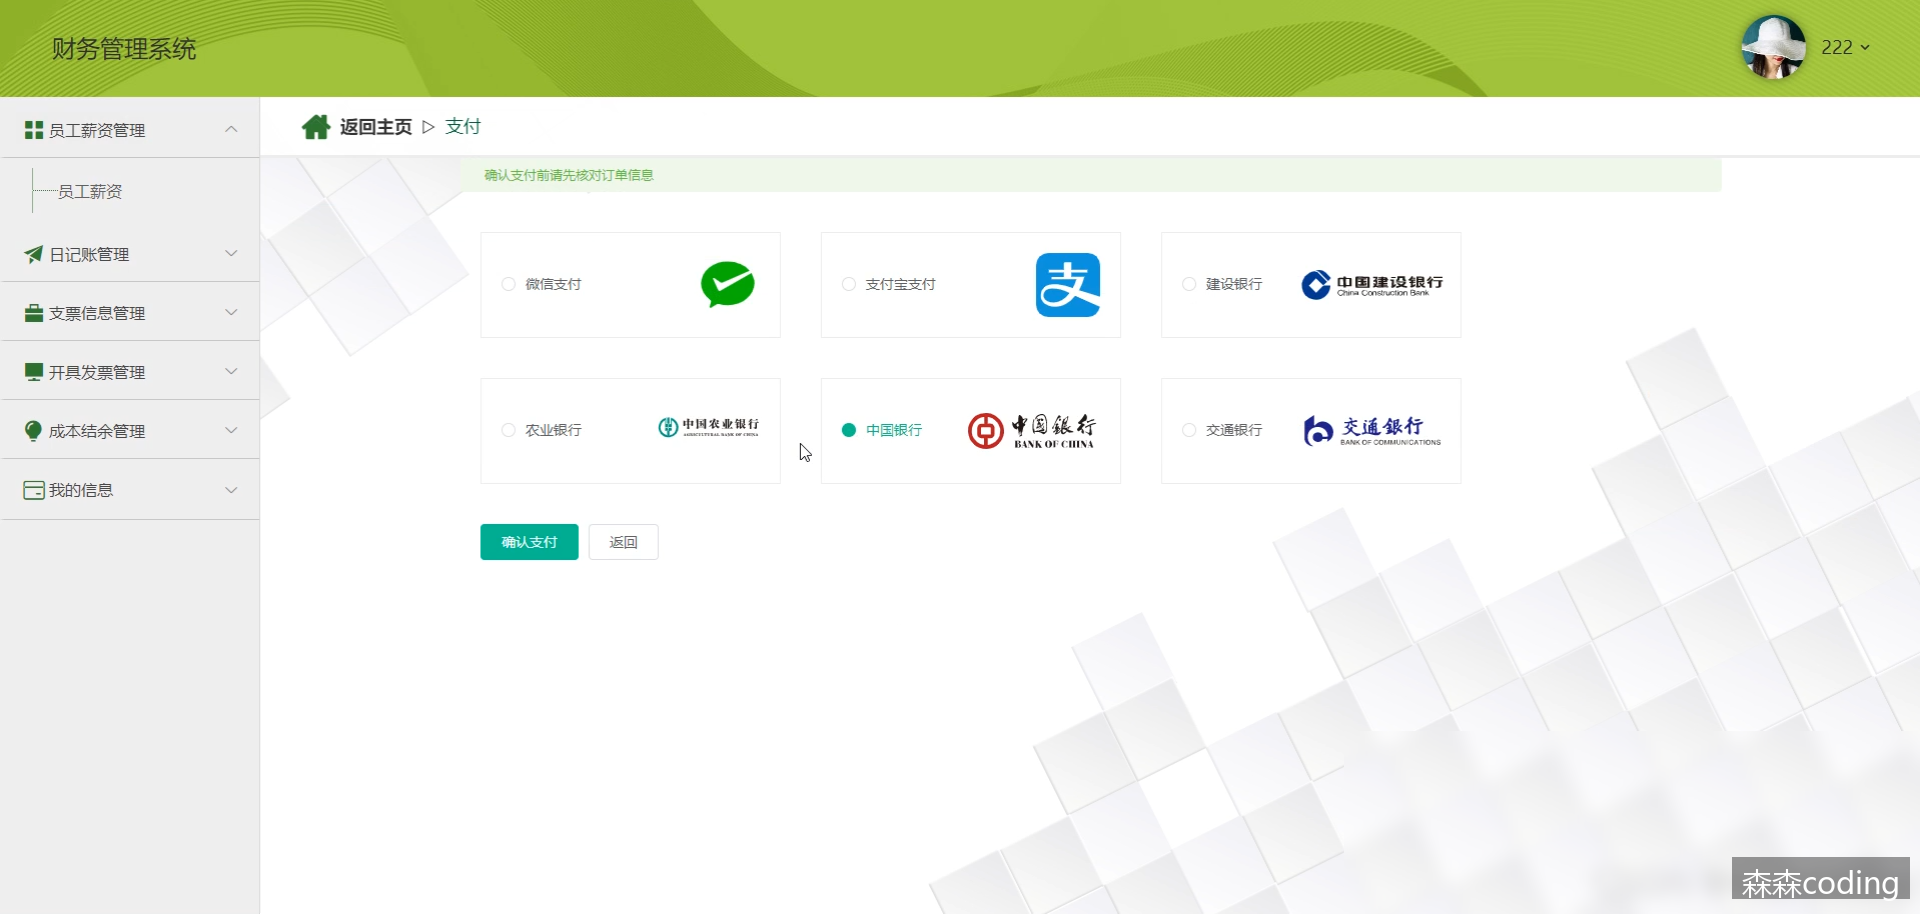 财务管理系统
222
员工薪资管理
员工薪资
日记账管理
支票信息管理
开具发票管理
成本结余管理
我的信息
返回主页 ▷ 支付
确认支付前请先核对订单信息
微信支付
支付宝支付
支
建设银行
中国建设银行
China Construction Bank
农业银行
中国农业银行
AGRICULTURAL BANK OF CHINA
中国银行
中国銀行
BANK OF CHINA
交通银行
交通銀行
BANK OF COMMUNICATIONS
确认支付
返回
森森coding